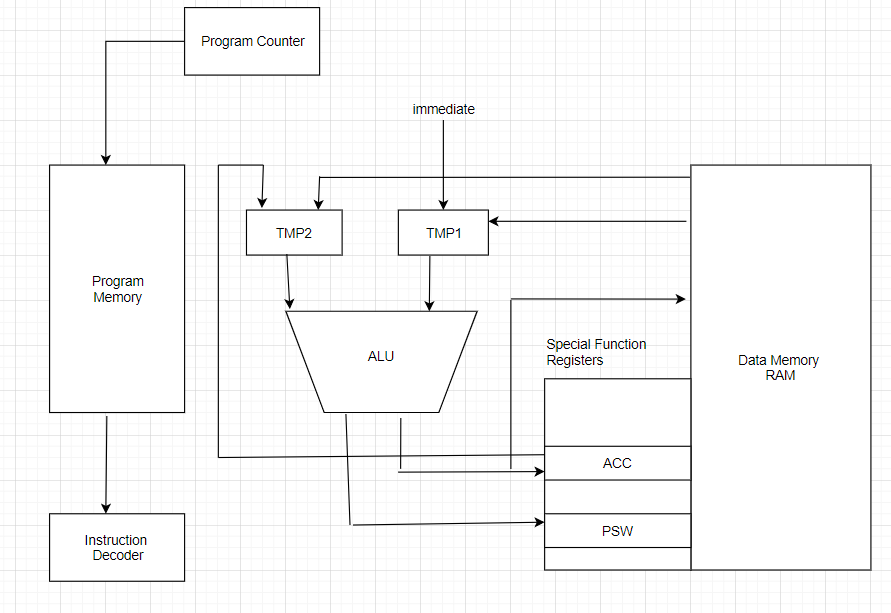 Program Counter
immediate
TMP2
TMP1
Program
Memory
ALU
Special Function
Registers
Data Memory
RAM
ACC
PSW
Instruction
Decoder